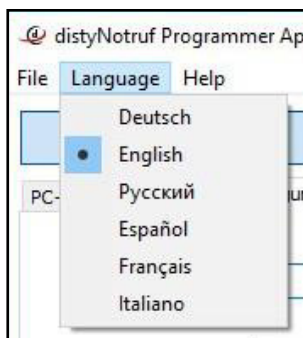 distyNotruf Programmer Ap
File Language Help
Deutsch
English
Русский
Español
Français
Italiano
PC-